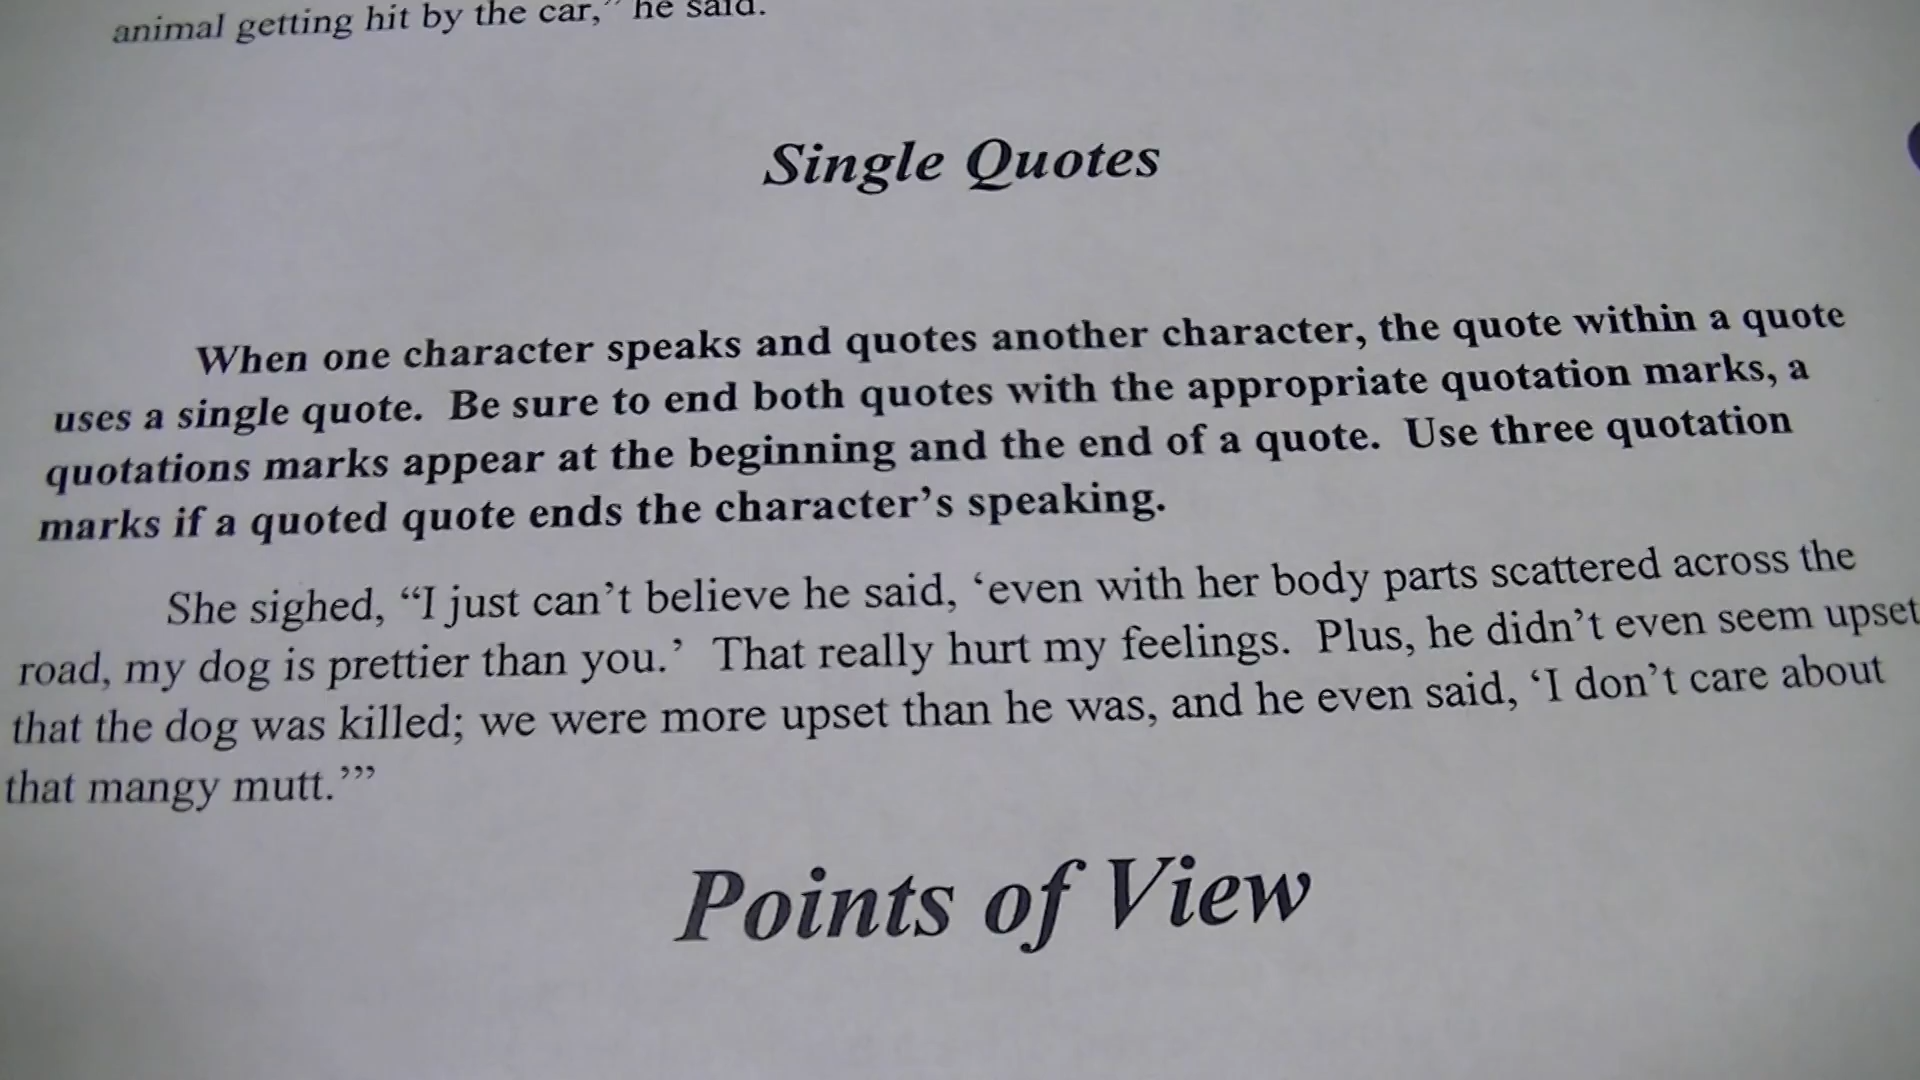 animal getting hit by the car,” he said.
Single Quotes
When one character speaks and quotes another character, the quote within a quote
uses a single quote.  Be sure to end both quotes with the appropriate quotation marks, a
quotations marks appear at the beginning and the end of a quote.  Use three quotation
marks if a quoted quote ends the character’s speaking.
She sighed, “I just can’t believe he said, ‘even with her body parts scattered across the
road, my dog is prettier than you.’  That really hurt my feelings.  Plus, he didn’t even seem upset
that the dog was killed; we were more upset than he was, and he even said, ‘I don’t care about
that mangy mutt.’”
Points of View